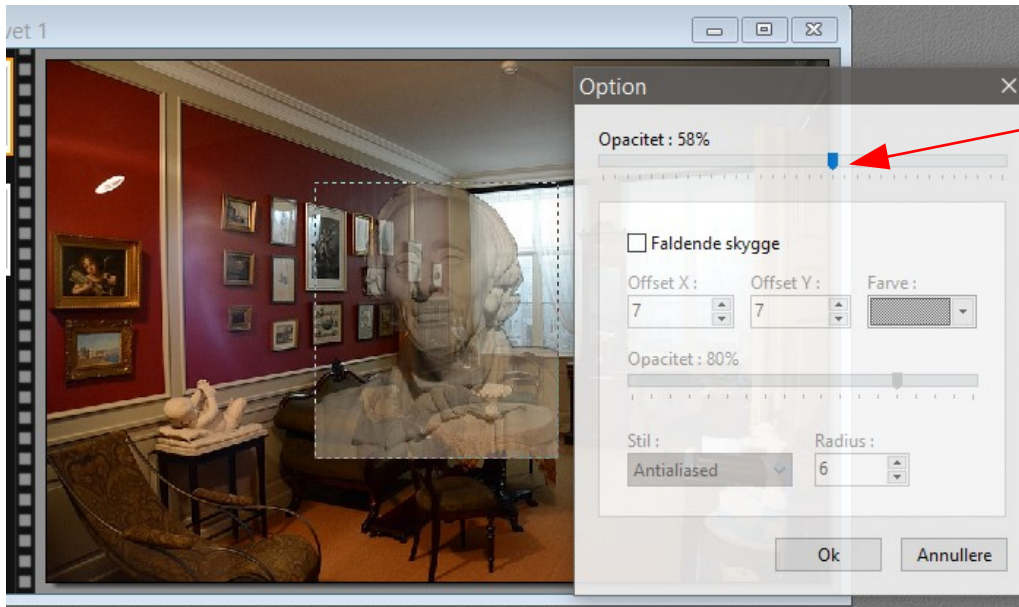 vet 1
Option
Opacitet : 58%
Faldende skygge
Offset X : Offset Y : Farve :
7 7
Opacitet : 80%
Stil : Radius :
Antialiased 6
Ok Annullere